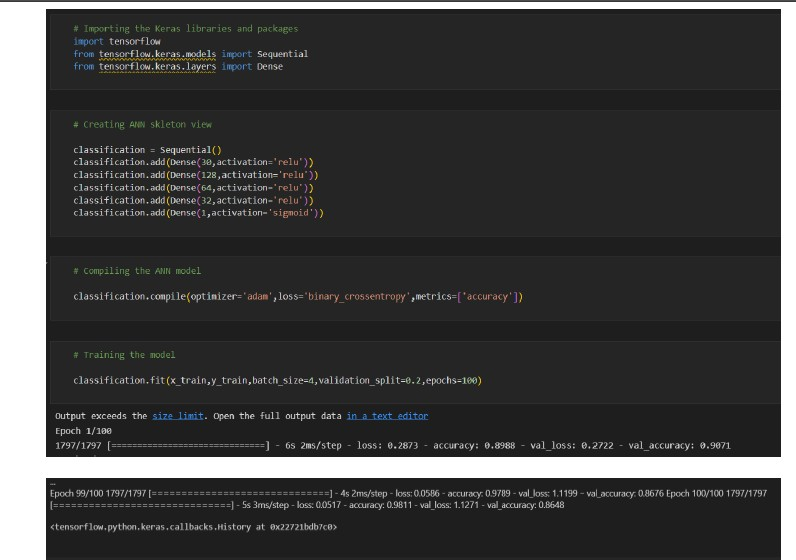 # Importing the Keras libraries and packages
import tensorflow
from tensorflow.keras.models import Sequential
from tensorflow.keras.layers import Dense
# Creating ANN skleton view
classification = Sequential()
classification.add(Dense(30,activation='relu'))
classification.add(Dense(128,activation='relu'))
classification.add(Dense(64,activation='relu'))
classification.add(Dense(32,activation='relu'))
classification.add(Dense(1,activation='sigmoid'))
# Compiling the ANN model
classification.compile(optimizer='adam',loss='binary_crossentropy',metrics=['accuracy'])
# Training the model
classification.fit(x_train,y_train,batch_size=4,validation_split=0.2,epochs=100)
Output exceeds the size limit. Open the full output data in a text editor
Epoch 1/100
1797/1797 [==============================] - 6s 2ms/step - loss: 0.2873 - accuracy: 0.8988 - val_loss: 0.2722 - val_accuracy: 0.9071
...
Epoch 99/100 1797/1797 [==============================] - 4s 2ms/step - loss: 0.0586 - accuracy: 0.9789 - val_loss: 1.1199 - val_accuracy: 0.8676 Epoch 100/100 1797/1797
[==============================] - 5s 3ms/step - loss: 0.0517 - accuracy: 0.9811 - val_loss: 1.1271 - val_accuracy: 0.8648
<tensorflow.python.keras.callbacks.History at 0x22721bdb7c0>